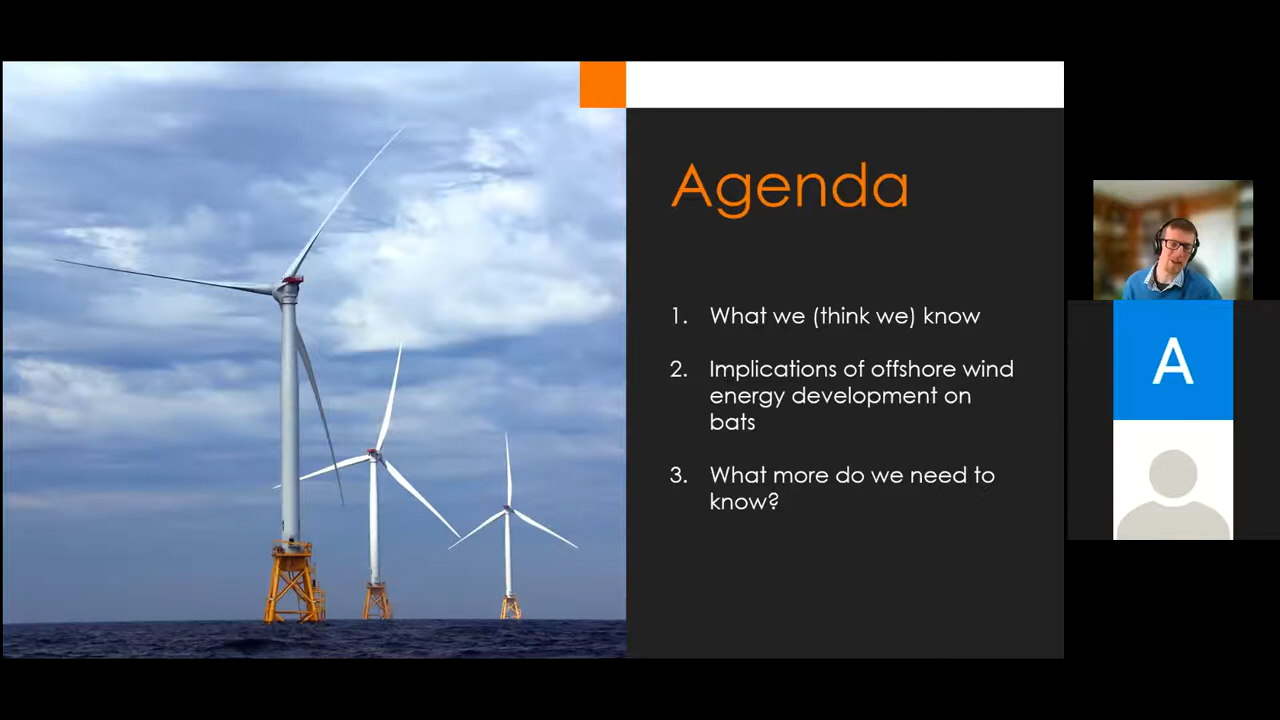 Agenda
1. What we (think we) know
2. Implications of offshore wind
energy development on
bats
3. What more do we need to
know?
A